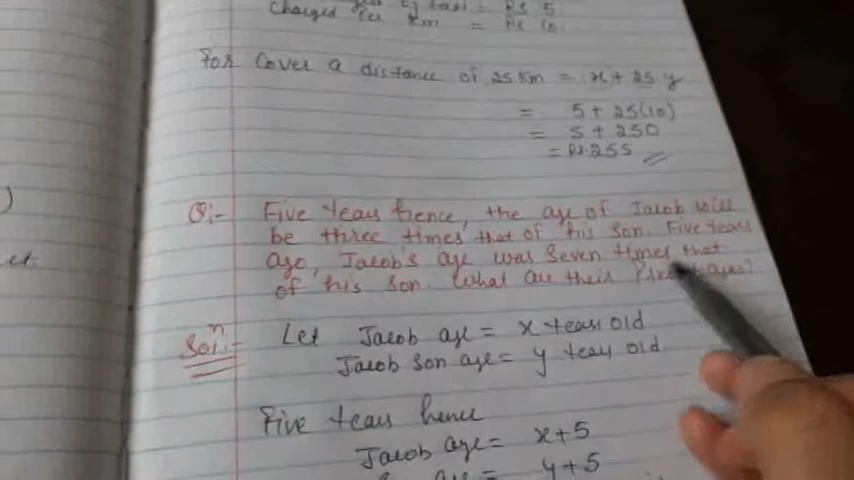 Charged Per Km = Rs 10
For Cover a distance of 25 Km = x + 25 y
= 5 + 25(10)
= 5 + 250
= Rs. 255
Q:- Five Years hence, the age of Jacob will
be three times that of his son. Five Years
ago, Jacob's age was Seven times that
of his son. What are their ages?
Solⁿ:- Let Jacob age = x years old
Jacob son age = y years old
Five years hence
Jacob age = x+5
age = y+5